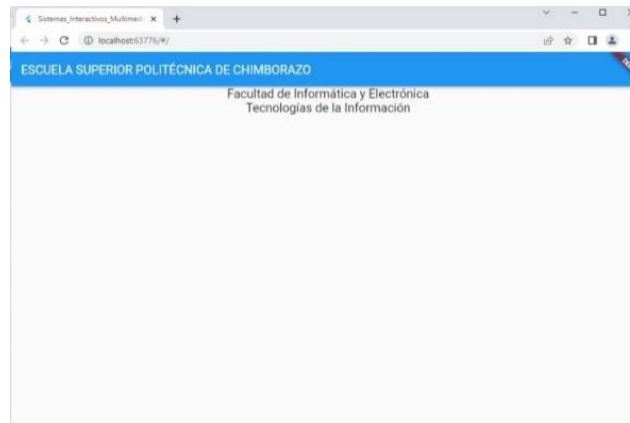 Sistemas_Interactivos_Multimedi
localhost:63776/#/
ESCUELA SUPERIOR POLITÉCNICA DE CHIMBORAZO
Facultad de Informática y Electrónica
Tecnologías de la Información